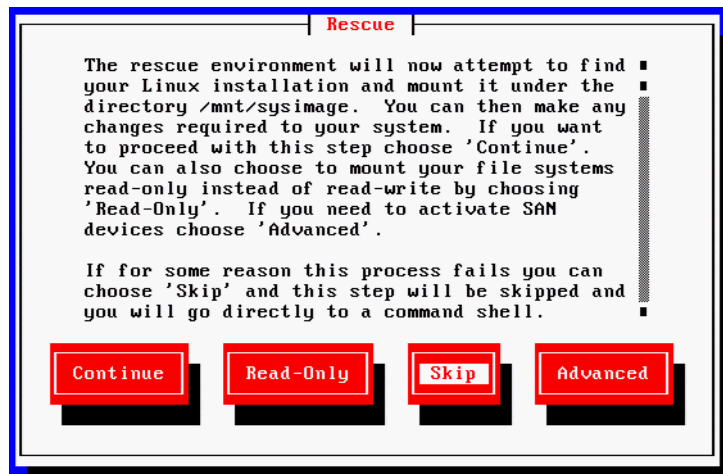 Rescue
The rescue environment will now attempt to find
your Linux installation and mount it under the
directory /mnt/sysimage.  You can then make any
changes required to your system.  If you want
to proceed with this step choose 'Continue'.
You can also choose to mount your file systems
read-only instead of read-write by choosing
'Read-Only'.  If you need to activate SAN
devices choose 'Advanced'.
If for some reason this process fails you can
choose 'Skip' and this step will be skipped and
you will go directly to a command shell.
Continue Read-Only Skip Advanced